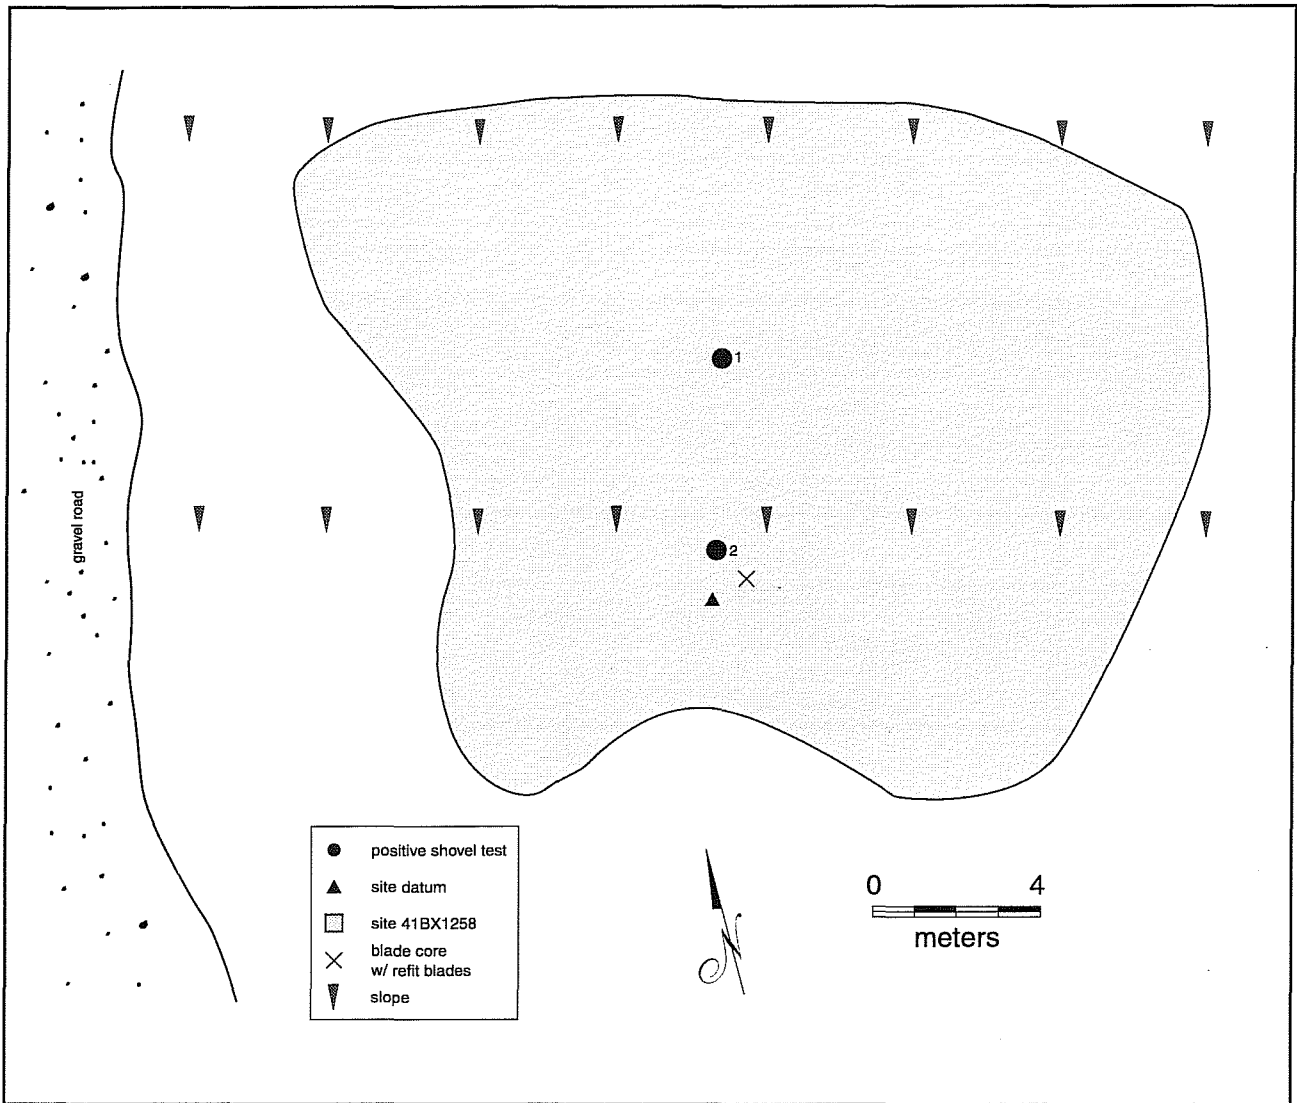 1
gravel road
2
positive shovel test
site datum
site 41BX1258
blade core
w/ refit blades
slope
N
0 4
meters